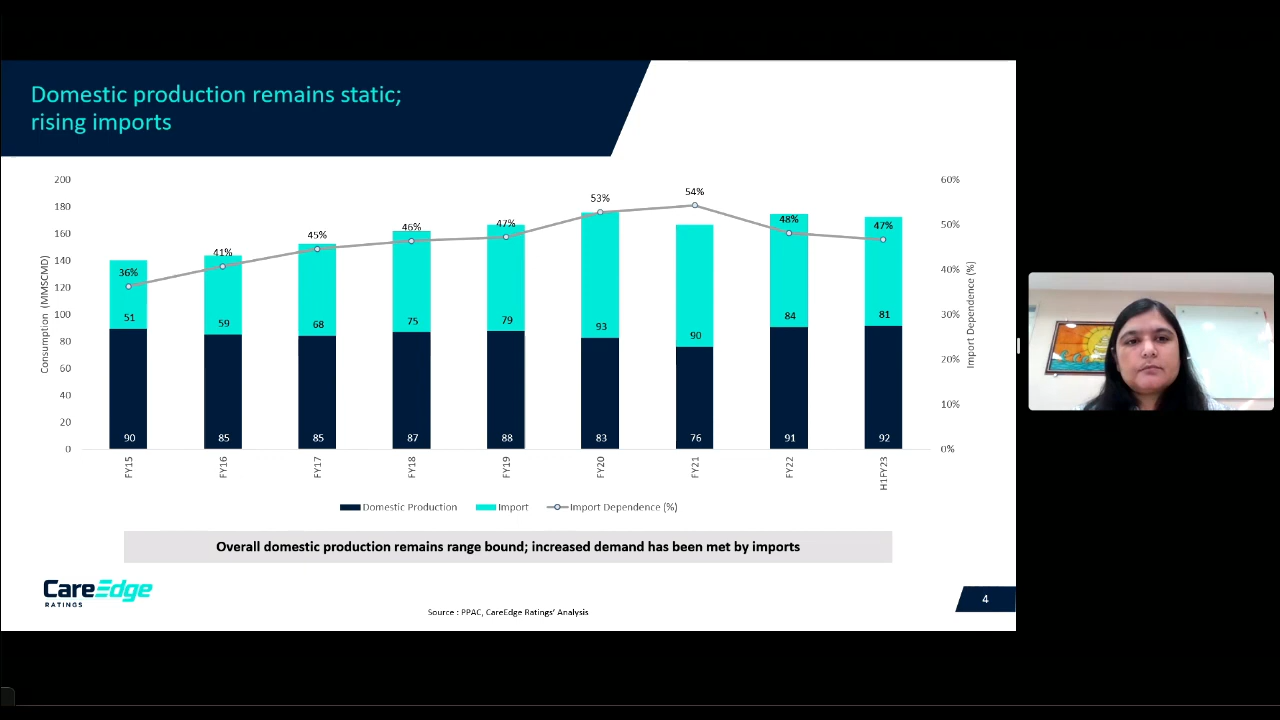 Domestic production remains static;
rising imports
200
180
160
140
120
100
80
60
40
20
0
Consumption (MMSCMD)
60%
50%
40%
30%
20%
10%
0%
Import Dependence (%)
36%
41%
45%
46%
47%
53%
54%
48%
47%
51
59
68
75
79
93
90
84
81
90
85
85
87
88
83
76
91
92
FY15
FY16
FY17
FY18
FY19
FY20
FY21
FY22
H1FY23
Domestic Production Import Import Dependence (%)
Overall domestic production remains range bound; increased demand has been met by imports
CareEdge
RATINGS
Source : PPAC, CareEdge Ratings' Analysis
4